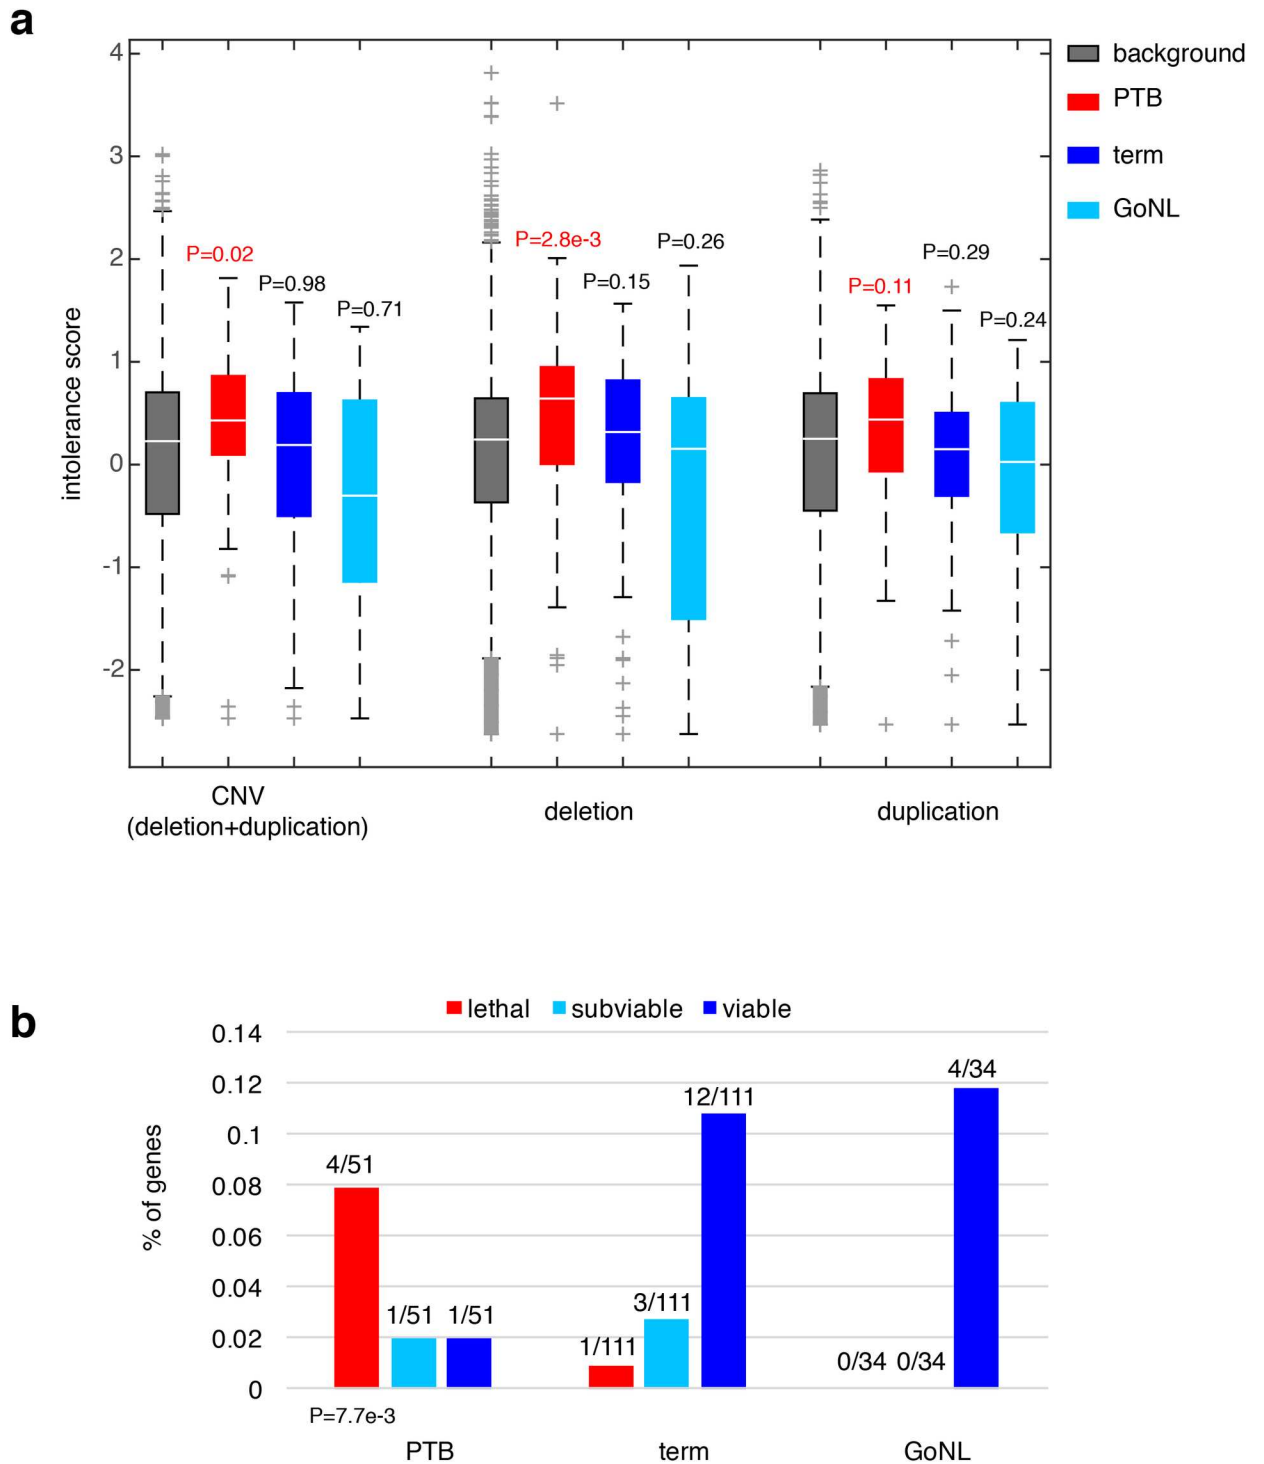 a
4
3
2
1
0
-1
-2
intolerance score
P=0.02
P=0.98
P=0.71
P=2.8e-3
P=0.15
P=0.26
P=0.11
P=0.29
P=0.24
background
PTB
term
GoNL
CNV
(deletion+duplication)
deletion
duplication
b
lethal subviable viable
0.14
0.12
0.1
0.08
0.06
0.04
0.02
0
% of genes
4/51
1/51 1/51
1/111
3/111
12/111
0/34 0/34
4/34
P=7.7e-3
PTB term GoNL